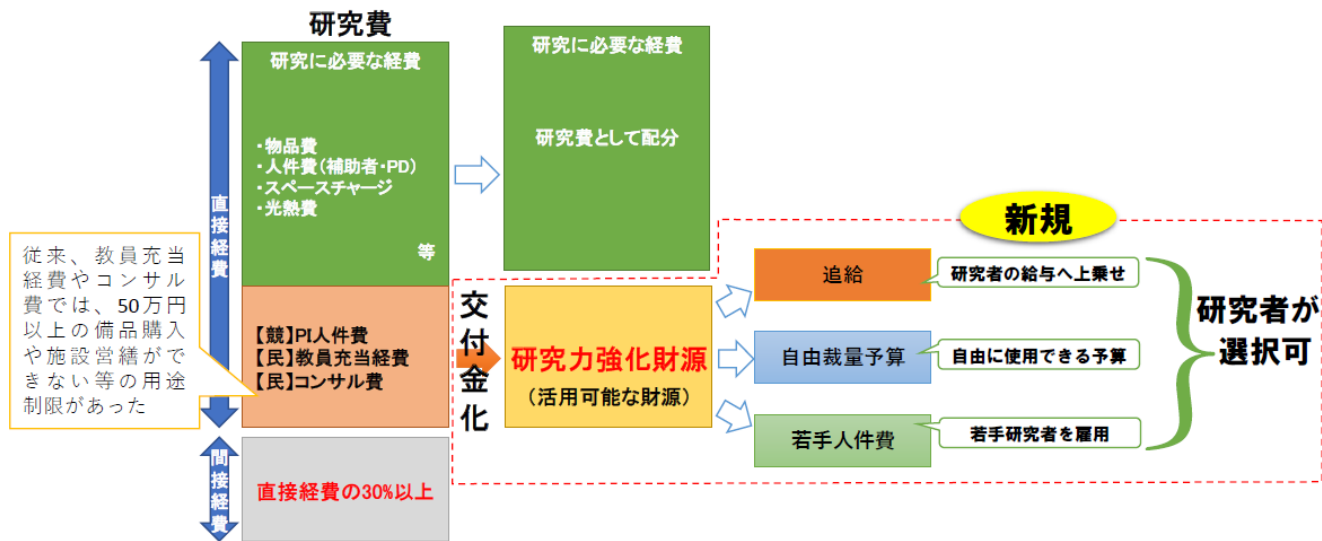 研究費
研究に必要な経費
・物品費
・人件費(補助者・PD)
・スペースチャージ
・光熱費
等
直接経費
従来、教員充当
経費やコンサル
費では、50万円
以上の備品購入
や施設営繕がで
きない等の用途
制限があった
【競】PI人件費
【民】教員充当経費
【民】コンサル費
間接経費
直接経費の30%以上
研究に必要な経費
研究費として配分
交付金化
研究力強化財源
(活用可能な財源)
新規
追給
研究者の給与へ上乗せ
自由裁量予算
自由に使用できる予算
若手人件費
若手研究者を雇用
研究者が
選択可